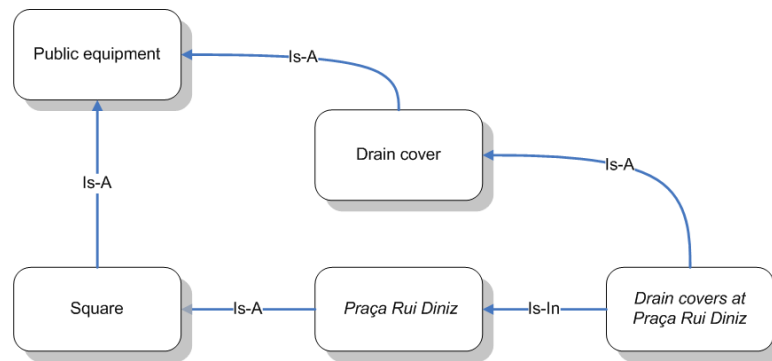 Public equipment
Is-A
Drain cover
Is-A
Is-A
Square
Is-A
Praça Rui Diniz
Is-In
Drain covers at
Praça Rui Diniz